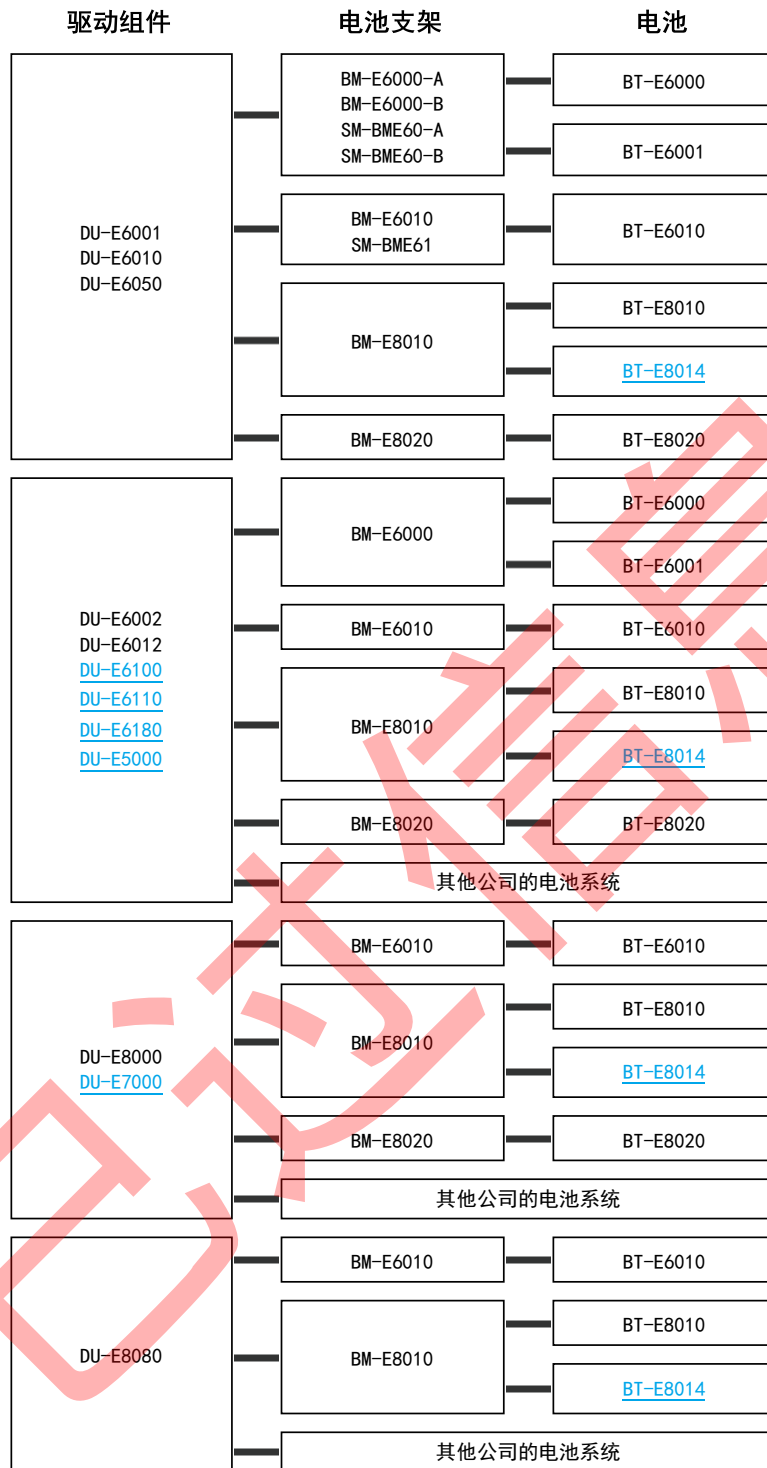 驱动组件
电池支架
电池
DU-E6001
DU-E6010
DU-E6050
BM-E6000-A
BM-E6000-B
SM-BME60-A
SM-BME60-B
BT-E6000
BT-E6001
BM-E6010
SM-BME61
BT-E6010
BM-E8010
BT-E8010
BT-E8014
BM-E8020
BT-E8020
DU-E6002
DU-E6012
DU-E6100
DU-E6110
DU-E6180
DU-E5000
BM-E6000
BT-E6000
BT-E6001
BM-E6010
BT-E6010
BM-E8010
BT-E8010
BT-E8014
BM-E8020
BT-E8020
其他公司的电池系统
DU-E8000
DU-E7000
BM-E6010
BT-E6010
BM-E8010
BT-E8010
BT-E8014
BM-E8020
BT-E8020
其他公司的电池系统
DU-E8080
BM-E6010
BT-E6010
BM-E8010
BT-E8010
BT-E8014
其他公司的电池系统
已过信息